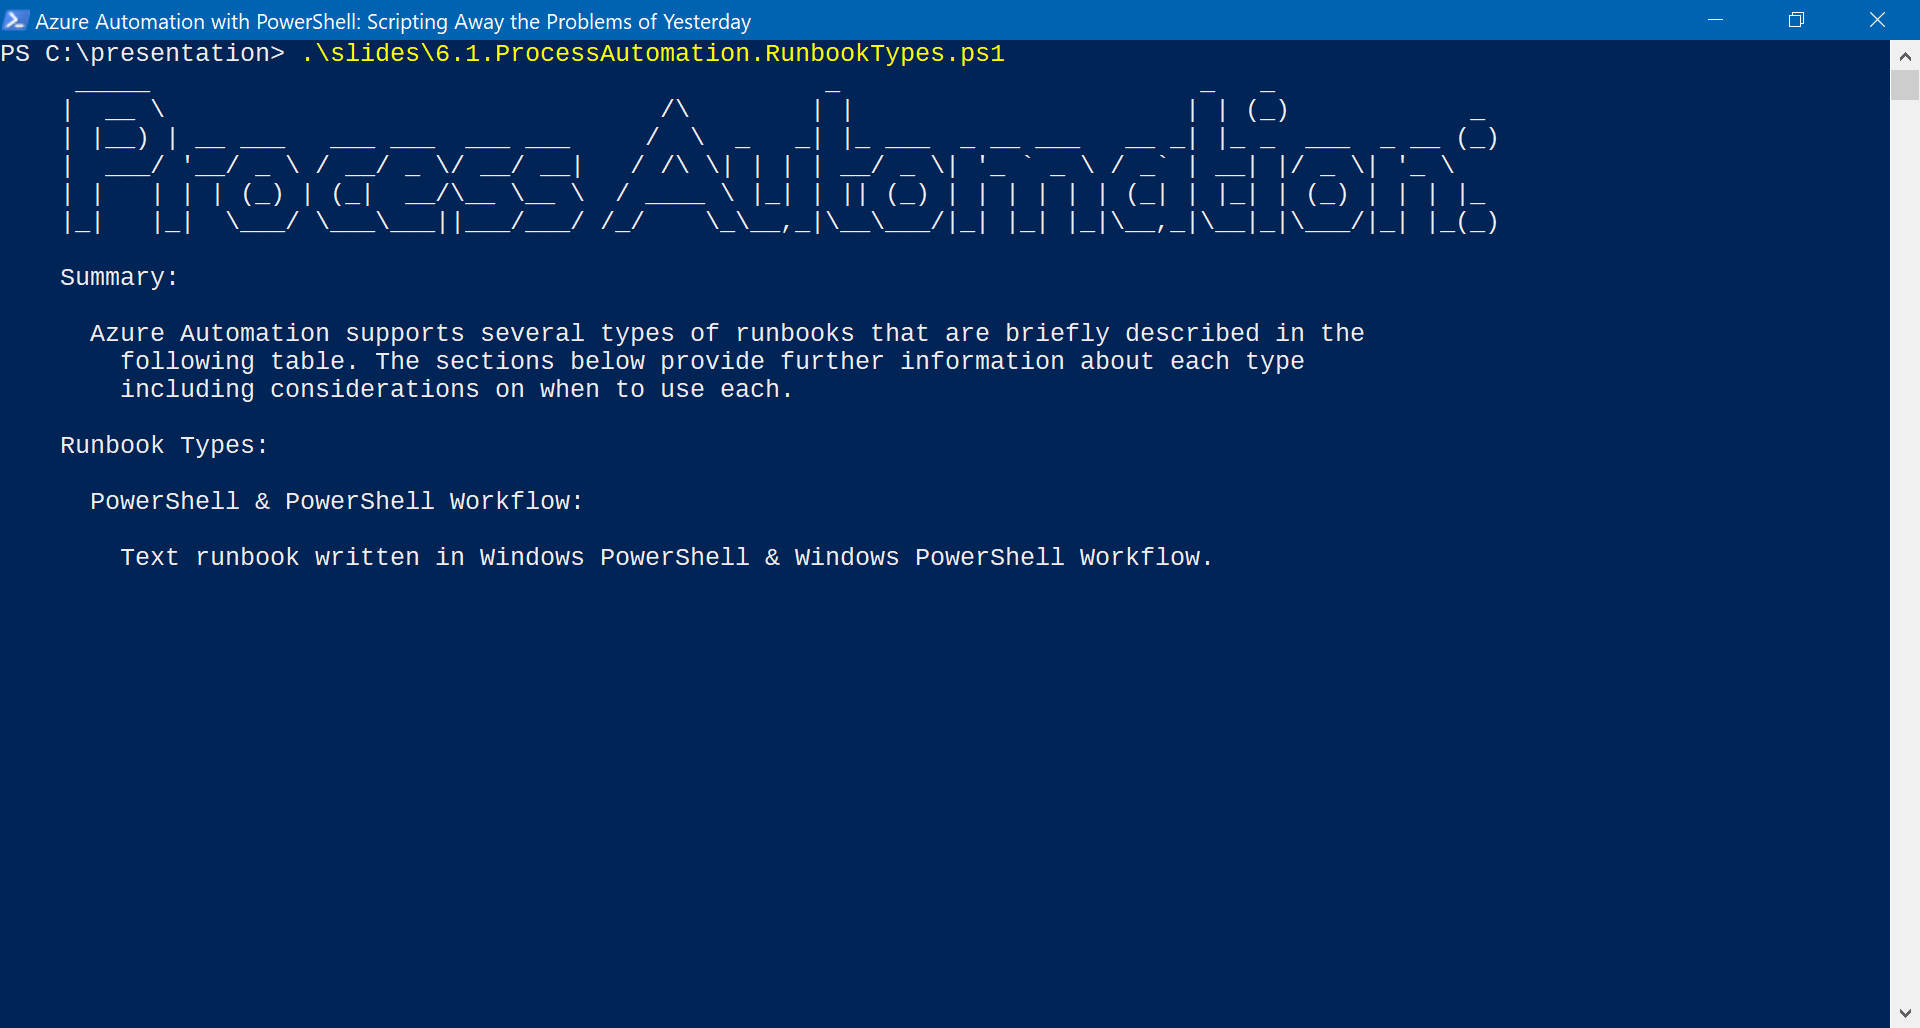 Azure Automation with PowerShell: Scripting Away the Problems of Yesterday
PS C:\presentation> .\slides\6.1.ProcessAutomation.RunbookTypes.ps1
Process Automation:
Summary:
Azure Automation supports several types of runbooks that are briefly described in the
following table. The sections below provide further information about each type
including considerations on when to use each.
Runbook Types:
PowerShell & PowerShell Workflow:
Text runbook written in Windows PowerShell & Windows PowerShell Workflow.